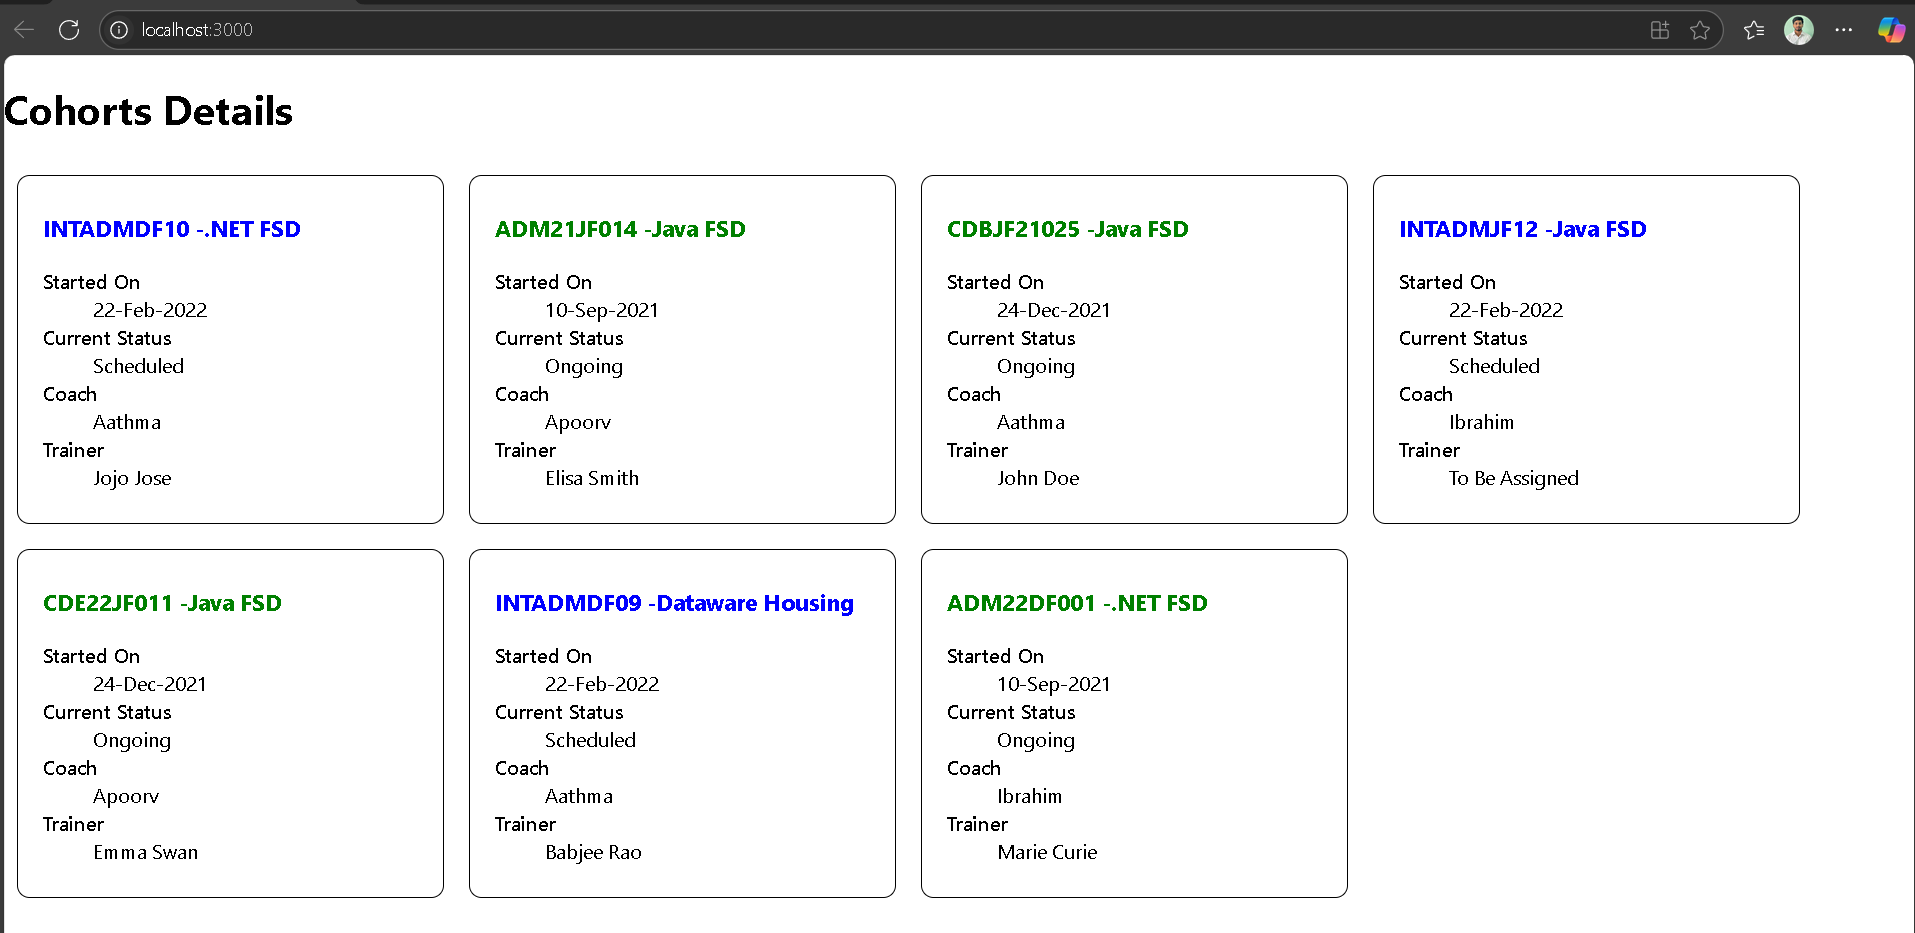 localhost:3000
Cohorts Details
INTADMDF10 -.NET FSD
Started On
22-Feb-2022
Current Status
Scheduled
Coach
Aathma
Trainer
Jojo Jose
ADM21JF014 -Java FSD
Started On
10-Sep-2021
Current Status
Ongoing
Coach
Apoorv
Trainer
Elisa Smith
CDBJF21025 -Java FSD
Started On
24-Dec-2021
Current Status
Ongoing
Coach
Aathma
Trainer
John Doe
INTADMJF12 -Java FSD
Started On
22-Feb-2022
Current Status
Scheduled
Coach
Ibrahim
Trainer
To Be Assigned
CDE22JF011 -Java FSD
Started On
24-Dec-2021
Current Status
Ongoing
Coach
Apoorv
Trainer
Emma Swan
INTADMDF09 -Dataware Housing
Started On
22-Feb-2022
Current Status
Scheduled
Coach
Aathma
Trainer
Babjee Rao
ADM22DF001 -.NET FSD
Started On
10-Sep-2021
Current Status
Ongoing
Coach
Ibrahim
Trainer
Marie Curie